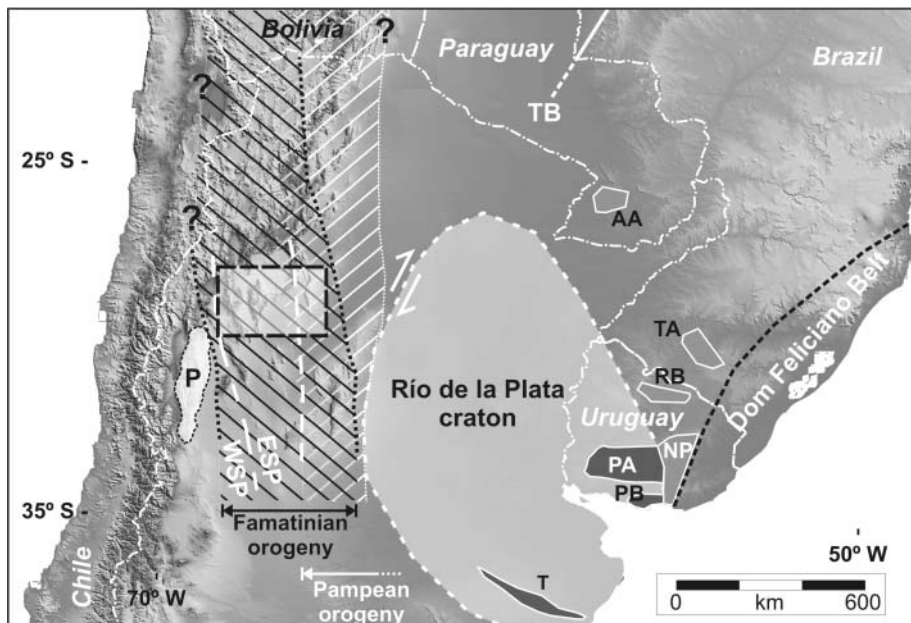 Bolivia
?
Paraguay
Brazil
?
TB
25º S -
AA
?
Dom Feliciano Belt
TA
P
RB
Río de la Plata
craton
Uruguay
NP
ESP
WSP
PA
PB
35º S -
Famatinian
orogeny
50º W
T
Chile
70º W
Pampean
orogeny
0 km 600